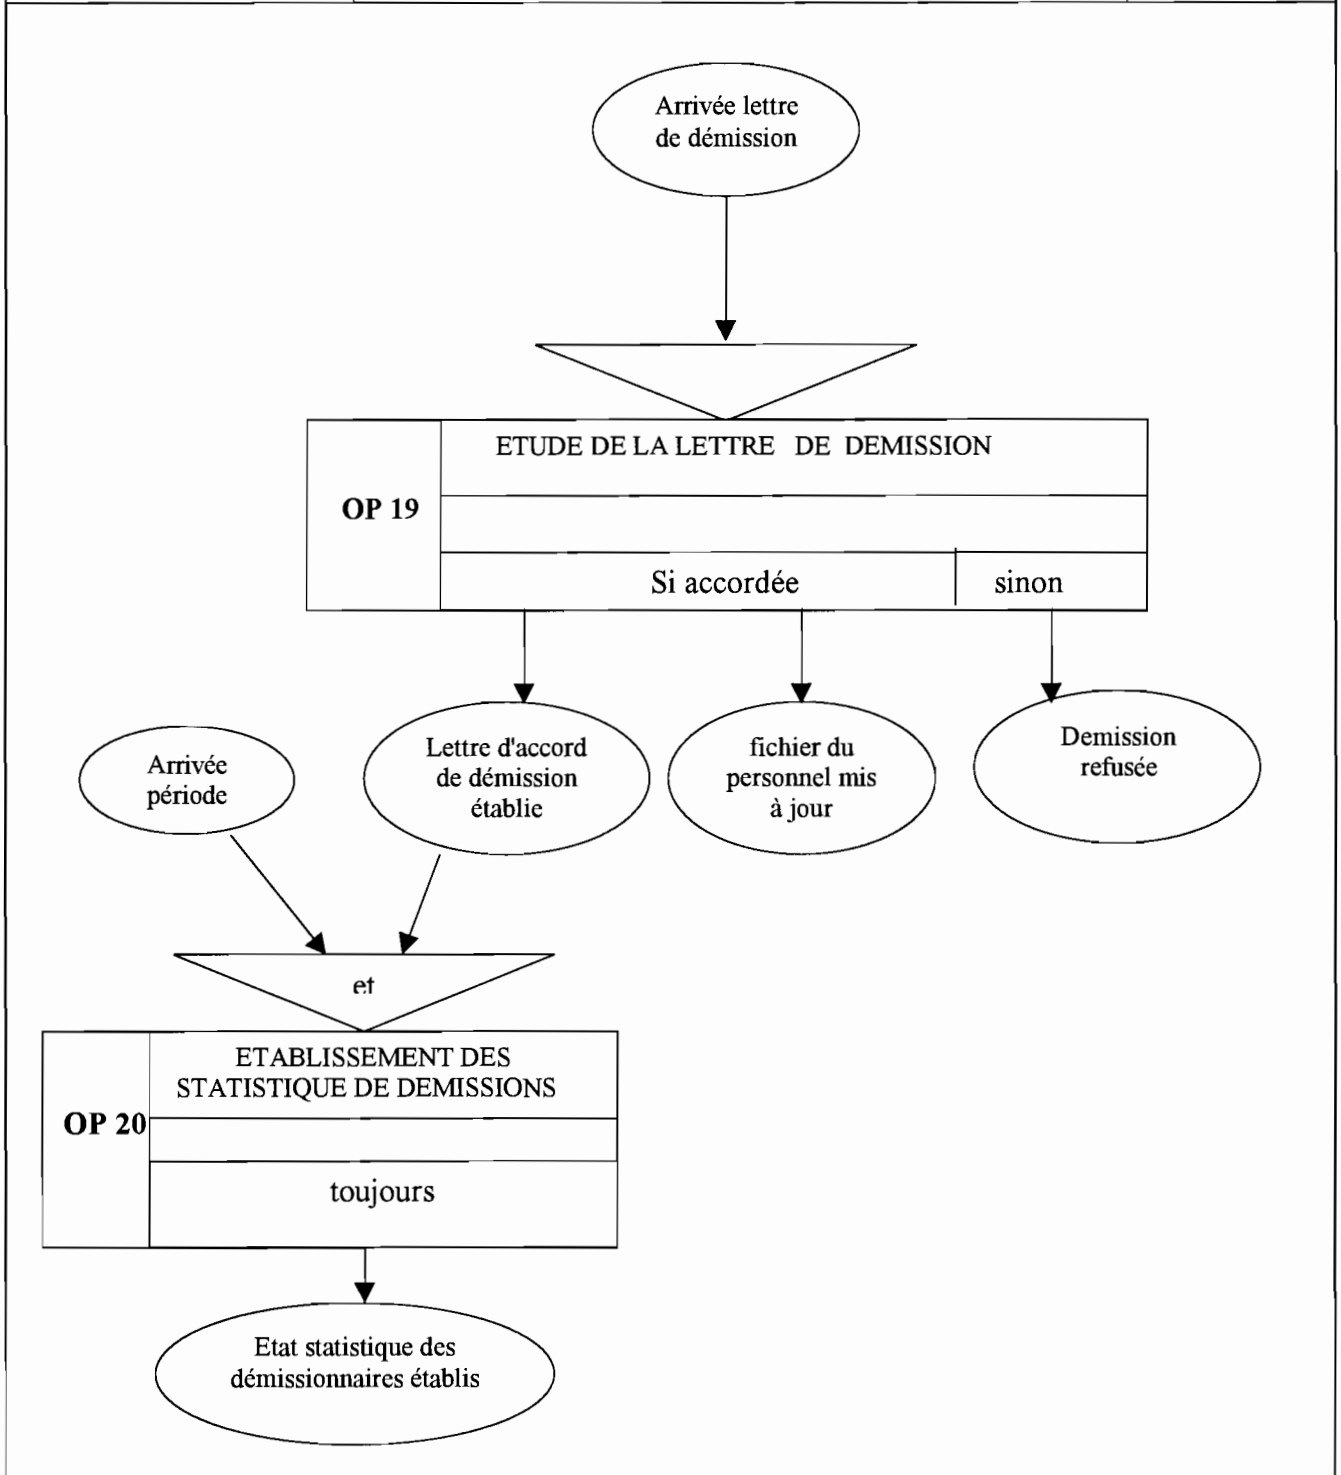 Arrivée lettre
de démission
ETUDE DE LA LETTRE DE DEMISSION
OP 19
Si accordée
sinon
Arrivée
période
Lettre d'accord
de démission
établie
fichier du
personnel mis
à jour
Demission
refusée
et
ETABLISSEMENT DES
STATISTIQUE DE DEMISSIONS
OP 20
toujours
Etat statistique des
démissionnaires établis